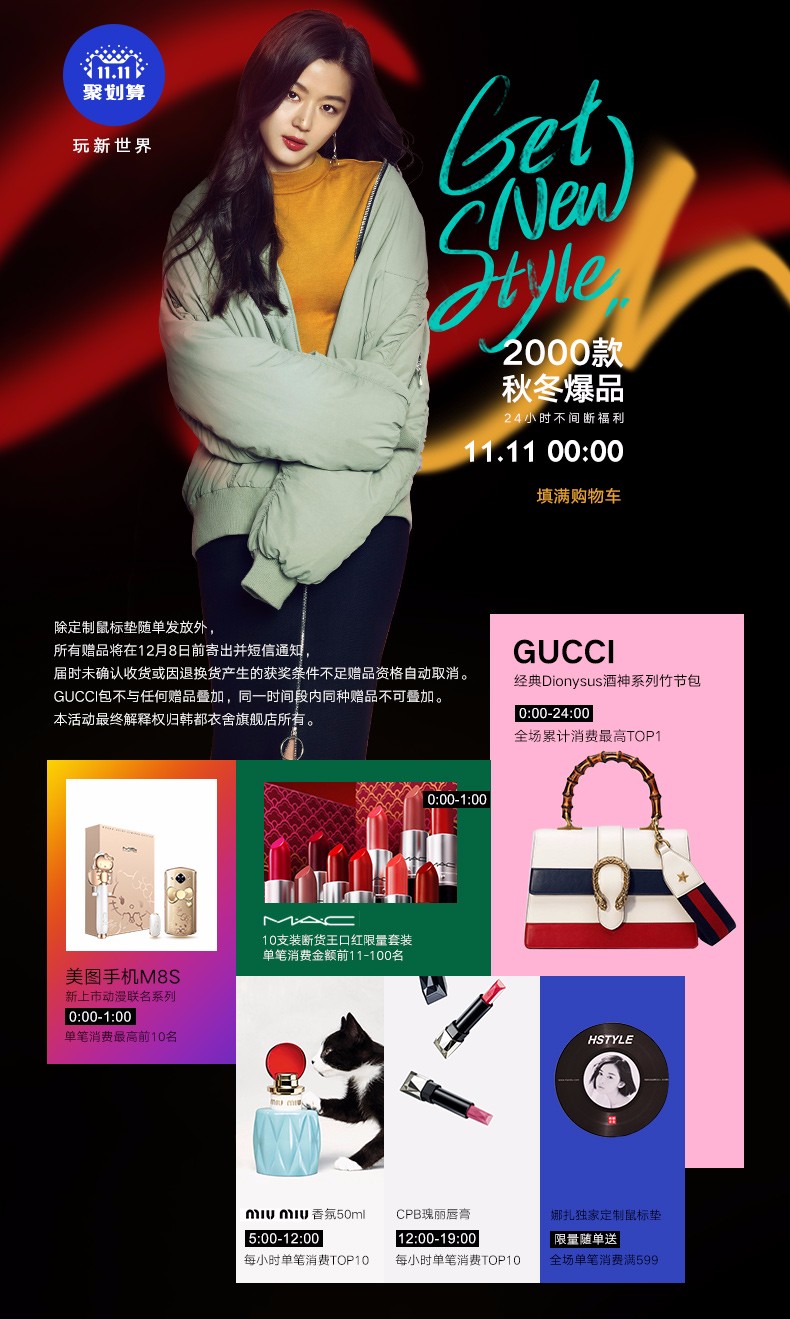 11.11
聚划算
玩新世界
Get
New
Style
2000款
秋冬爆品
24小时不间断福利
11.11 00:00
填满购物车
除定制鼠标垫随单发放外，
所有赠品将在12月8日前寄出并短信通知，
届时未确认收货或因退换货产生的获奖条件不足赠品资格自动取消。
GUCCI包不与任何赠品叠加，同一时间段内同种赠品不可叠加。
本活动最终解释权归韩都衣舍旗舰店所有。
GUCCI
经典Dionysus酒神系列竹节包
0:00-24:00
全场累计消费最高TOP1
美图手机M8S
新上市动漫联名系列
0:00-1:00
单笔消费最高前10名
0:00-1:00
MAC
MAC
10支装断货王口红限量套装
单笔消费金额前11-100名
MIU MIU
MIU MIU 香氛50ml
5:00-12:00
每小时单笔消费TOP10
CPB瑰丽唇膏
12:00-19:00
每小时单笔消费TOP10
HSTYLE
娜扎独家定制鼠标垫
限量随单送
全场单笔消费满599